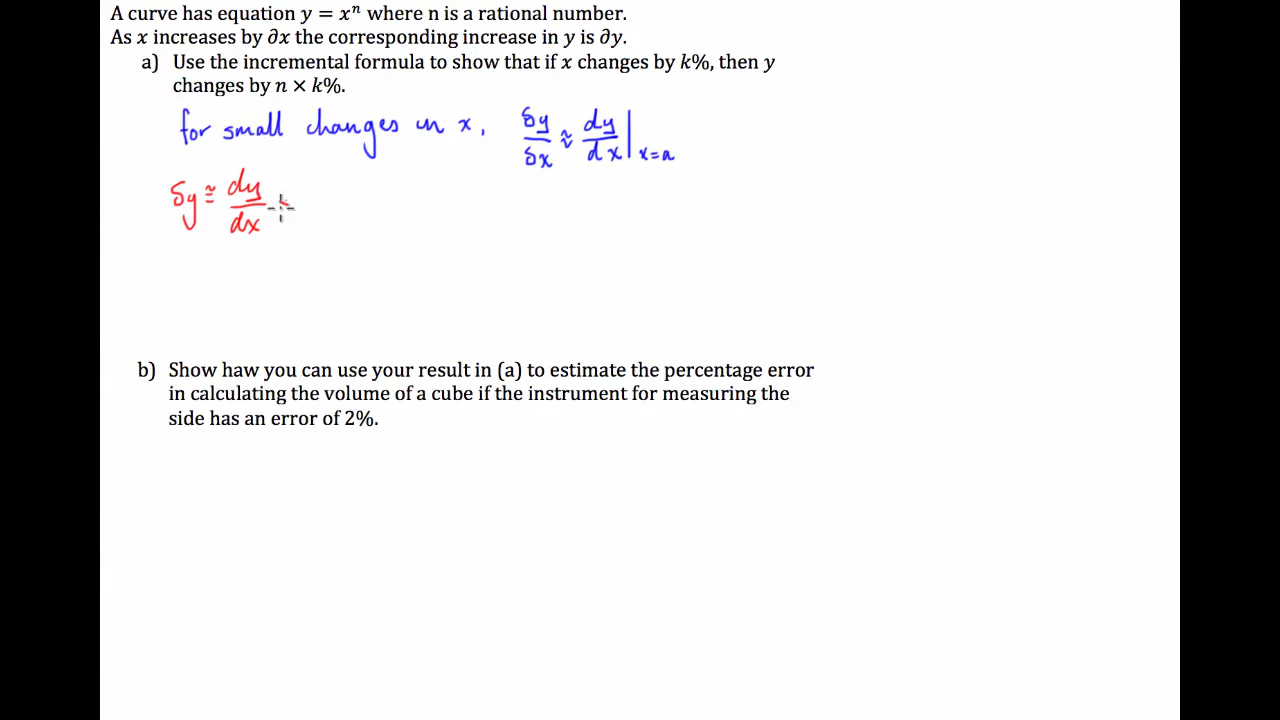 A curve has equation y = xⁿ where n is a rational number.
As x increases by ∂x the corresponding increase in y is ∂y.
a) Use the incremental formula to show that if x changes by k%, then y
changes by n × k%.
for small changes in x, δy/δx ≈ dy/dx|x=a
δy ≅ dy/dx
b) Show haw you can use your result in (a) to estimate the percentage error
in calculating the volume of a cube if the instrument for measuring the
side has an error of 2%.